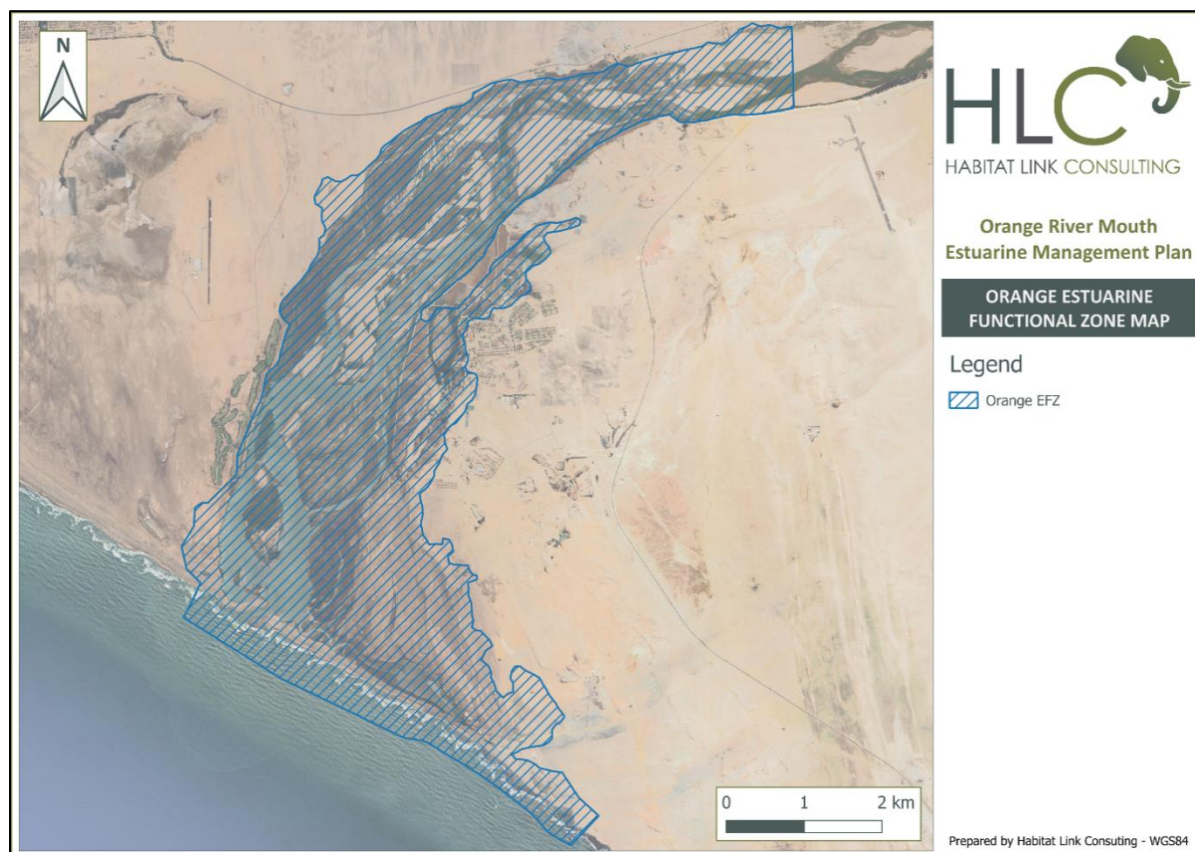 N
HLC
HABITAT LINK CONSULTING
Orange River Mouth
Estuarine Management Plan
ORANGE ESTUARINE
FUNCTIONAL ZONE MAP
Legend
Orange EFZ
0 1 2 km
Prepared by Habitat Link Consuting - WGS84